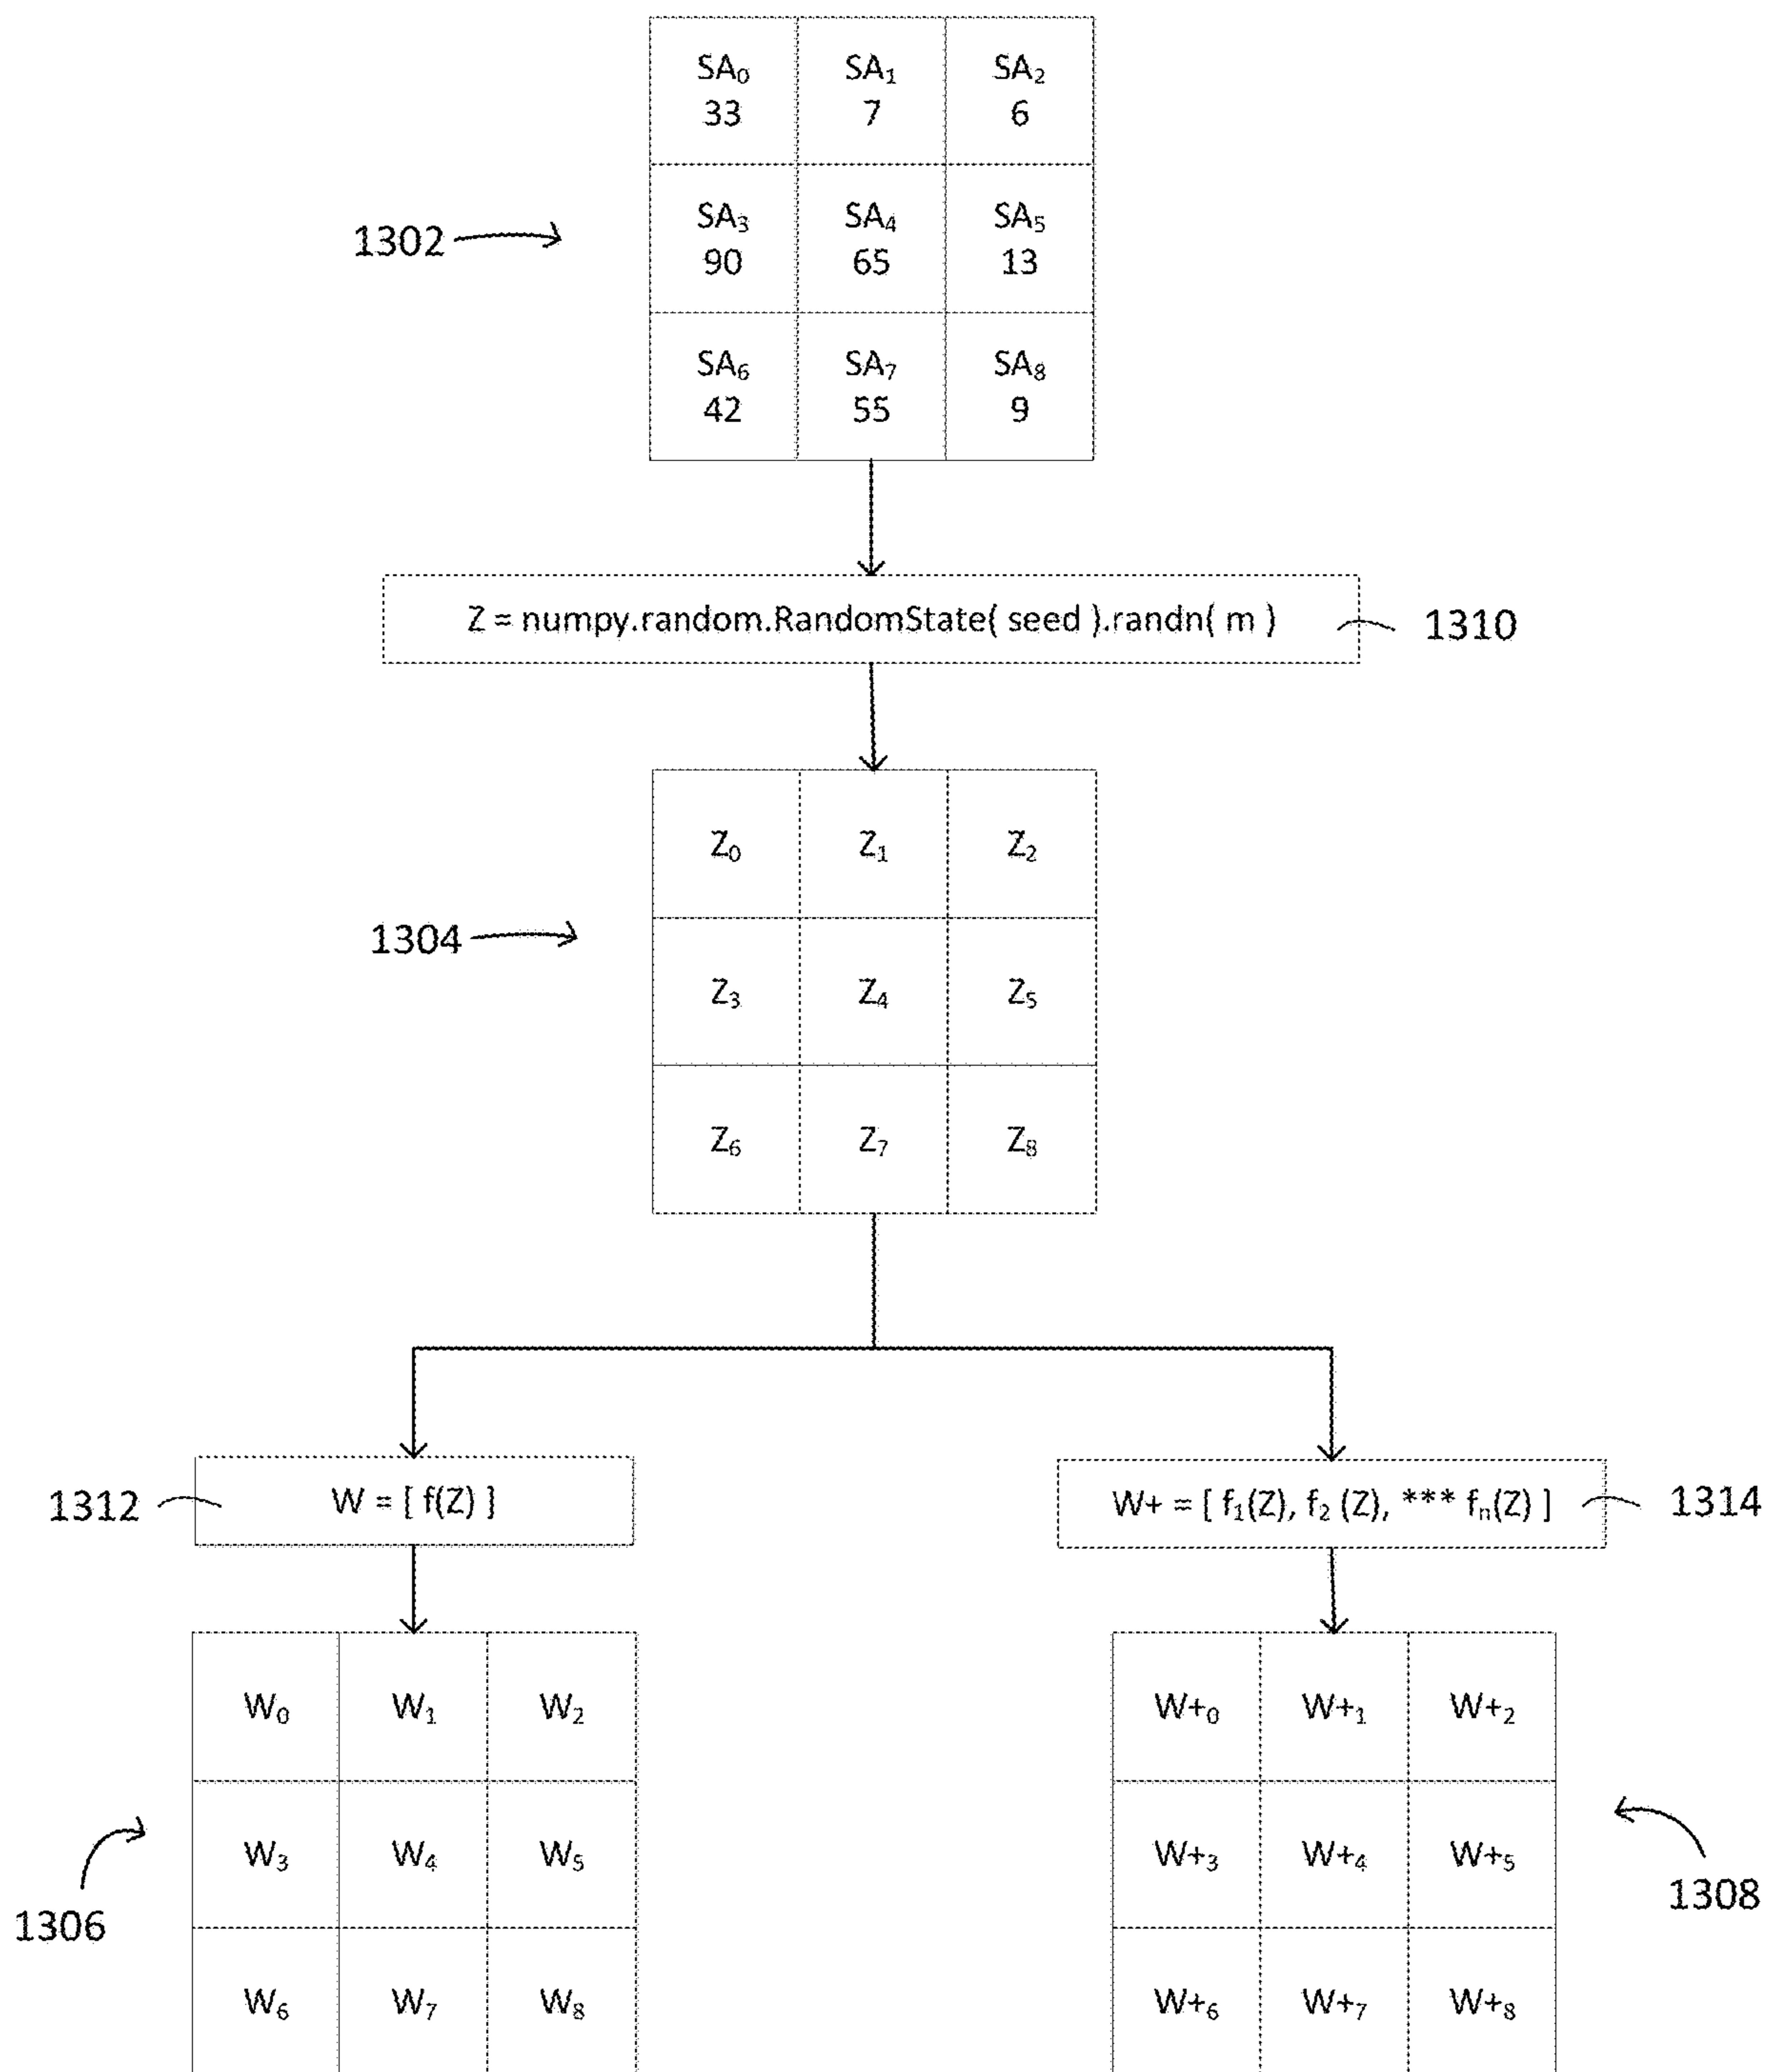 SA₀ SA₁ SA₂
33 7 6
1302
SA₃ SA₄ SA₅
90 65 13
SA₆ SA₇ SA₈
42 55 9
Z = numpy.random.RandomState( seed ).randn( m )
1310
Z₀ Z₁ Z₂
1304
Z₃ Z₄ Z₅
Z₆ Z₇ Z₈
1312
W = [ f(Z) ]
W+ = [ f₁(Z), f₂ (Z), *** fₙ(Z) ]
1314
W₀ W₁ W₂
W+₀ W+₁ W+₂
1306
W₃ W₄ W₅
W+₃ W+₄ W+₅
1308
W₆ W₇ W₈
W+₆ W+₇ W+₈